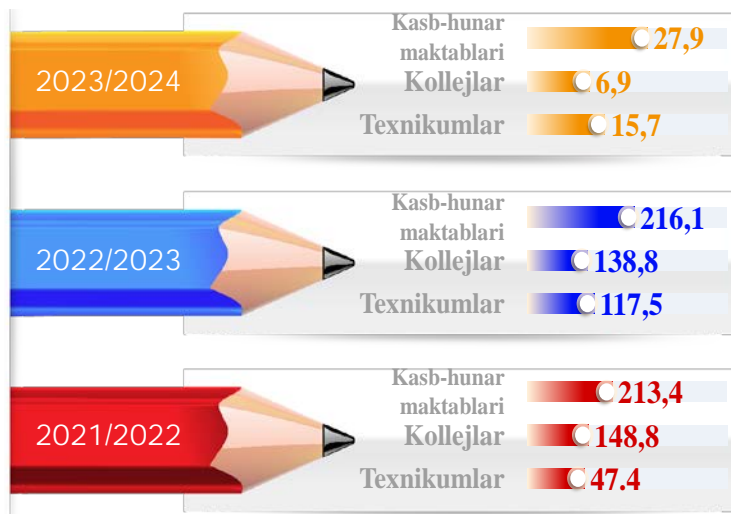 2023/2024
Kasb-hunar
maktablari 27,9
Kollejlar 6,9
Texnikumlar 15,7
2022/2023
Kasb-hunar
maktablari 216,1
Kollejlar 138,8
Texnikumlar 117,5
2021/2022
Kasb-hunar
maktablari 213,4
Kollejlar 148,8
Texnikumlar 47.4